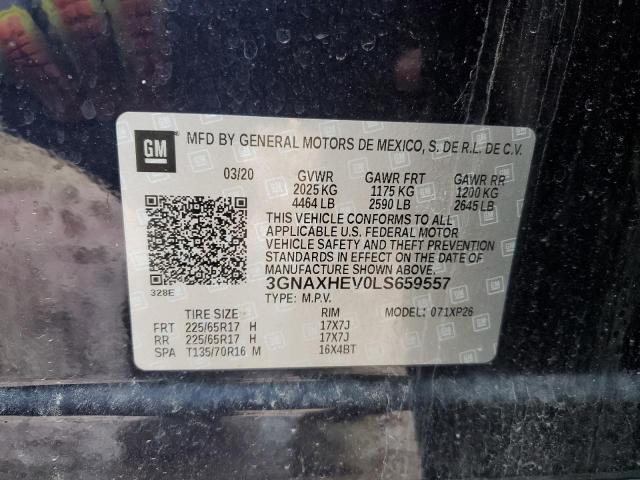 GM
MFD BY GENERAL MOTORS DE MEXICO, S. DE R.L. DE C.V.
03/20 GVWR GAWR FRT GAWR RR
2025 KG 1175 KG 1200 KG
4464 LB 2590 LB 2645 LB
THIS VEHICLE CONFORMS TO ALL
APPLICABLE U.S. FEDERAL MOTOR
VEHICLE SAFETY AND THEFT PREVENTION
STANDARDS IN EFFECT ON THE DATE OF
MANUFACTURE SHOWN ABOVE.
3GNAXHEV0LS659557
328E
TYPE: M.P.V.
TIRE SIZE RIM 071XP26
FRT 225/65R17 H 17X7J
RR 225/65R17 H 17X7J
SPA T135/70R16 M 16X4BT